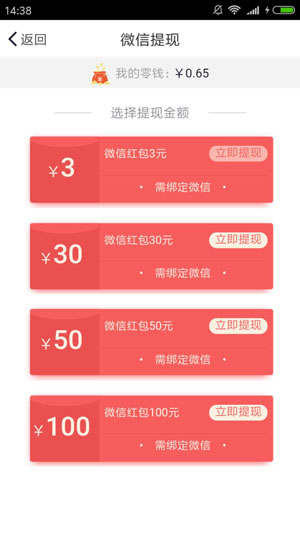 14:38
返回 微信提现
我的零钱：￥0.65
选择提现金额
￥3 微信红包3元 立即提现
• 需绑定微信 •
￥30 微信红包30元 立即提现
• 需绑定微信 •
￥50 微信红包50元 立即提现
• 需绑定微信 •
￥100 微信红包100元 立即提现
• 需绑定微信 •